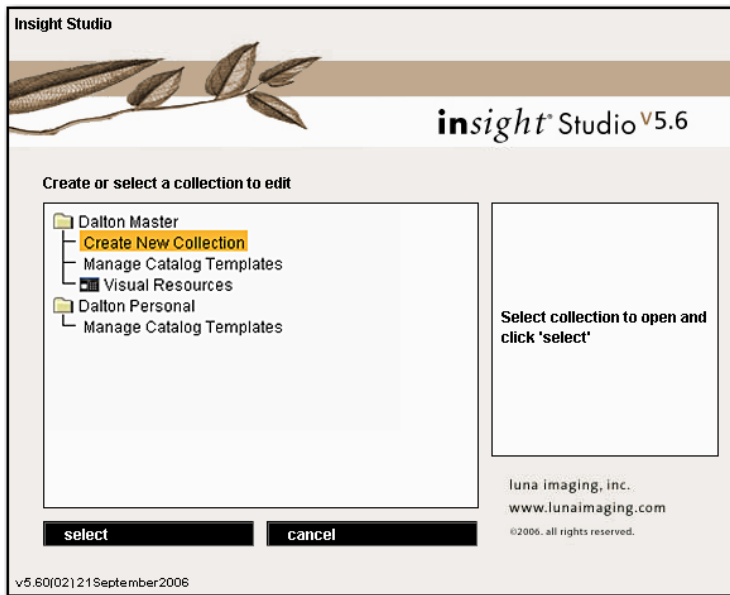 Insight Studio
insight® Studio v5.6
Create or select a collection to edit
Dalton Master
Create New Collection
Manage Catalog Templates
Visual Resources
Dalton Personal
Manage Catalog Templates
Select collection to open and
click 'select'
luna imaging, inc.
www.lunaimaging.com
©2006. all rights reserved.
select
cancel
v5.60(02) 21September2006